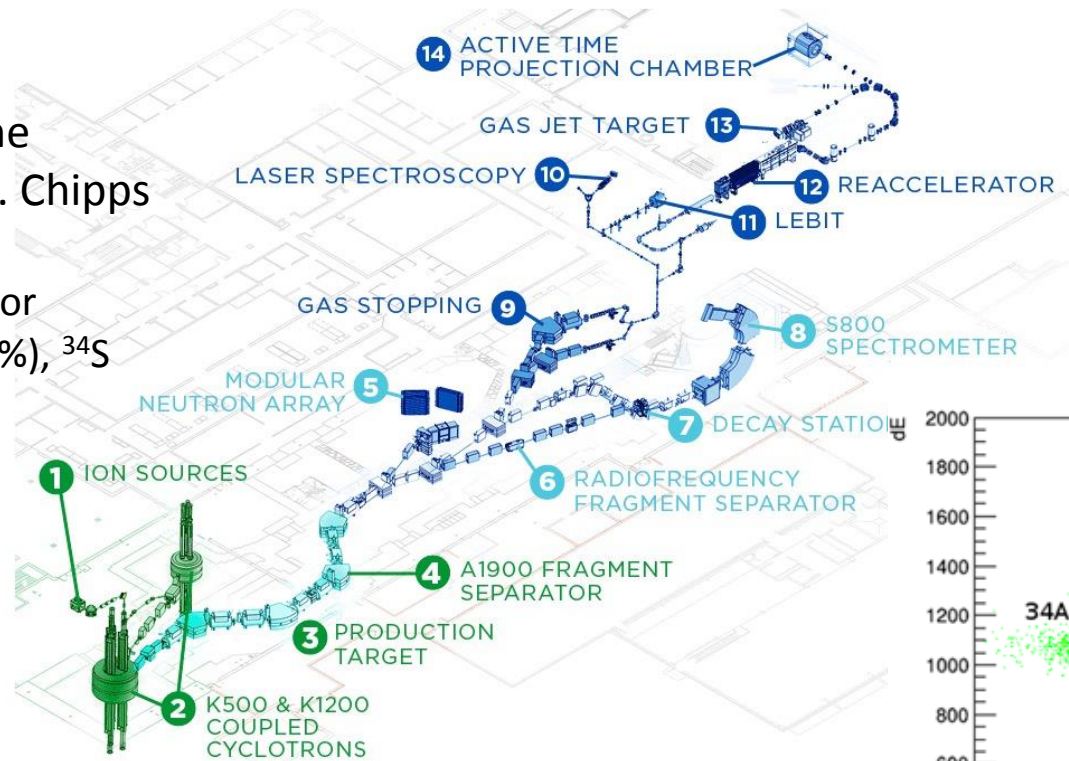 ne
. Chipps
or
%), ³⁴S
14 ACTIVE TIME
PROJECTION CHAMBER
GAS JET TARGET 13
LASER SPECTROSCOPY 10
12 REACCELERATOR
11 LEBIT
GAS STOPPING 9
8 S800
SPECTROMETER
MODULAR
NEUTRON ARRAY 5
7 DECAY STATION
6 RADIOFREQUENCY
FRAGMENT SEPARATOR
1 ION SOURCES
4 A1900 FRAGMENT
SEPARATOR
3 PRODUCTION
TARGET
2 K500 & K1200
COUPLED
CYCLOTRONS
dE
2000
1800
1600
1400
1200
34A
1000
800